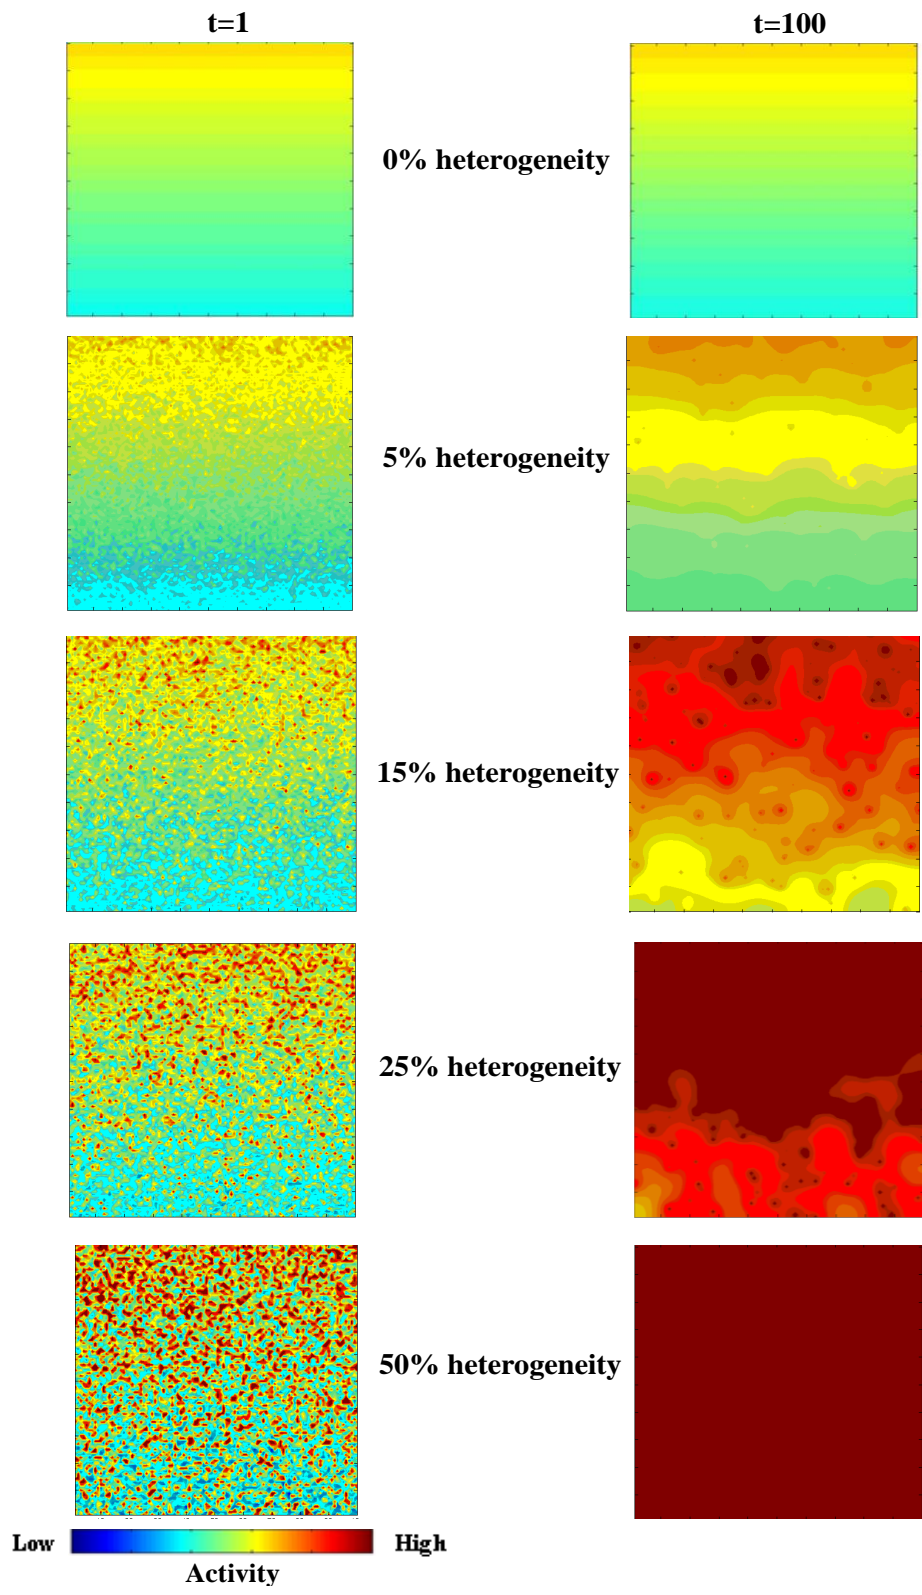 t=1
t=100
0% heterogeneity
5% heterogeneity
15% heterogeneity
25% heterogeneity
50% heterogeneity
Low High
Activity